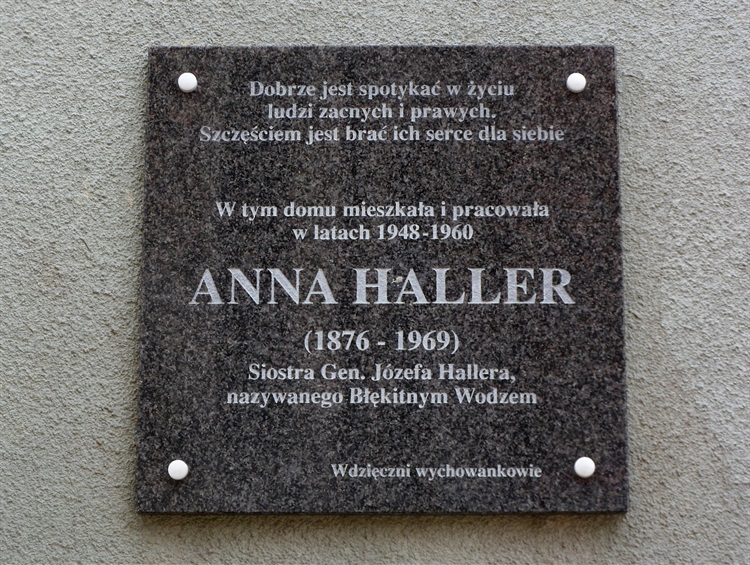 Dobrze jest spotykać w życiu
ludzi zacnych i prawych.
Szczęściem jest brać ich serce dla siebie
W tym domu mieszkała i pracowała
w latach 1948-1960
ANNA HALLER
(1876 - 1969)
Siostra Gen. Józefa Hallera,
nazywanego Błękitnym Wodzem
Wdzięczni wychowankowie